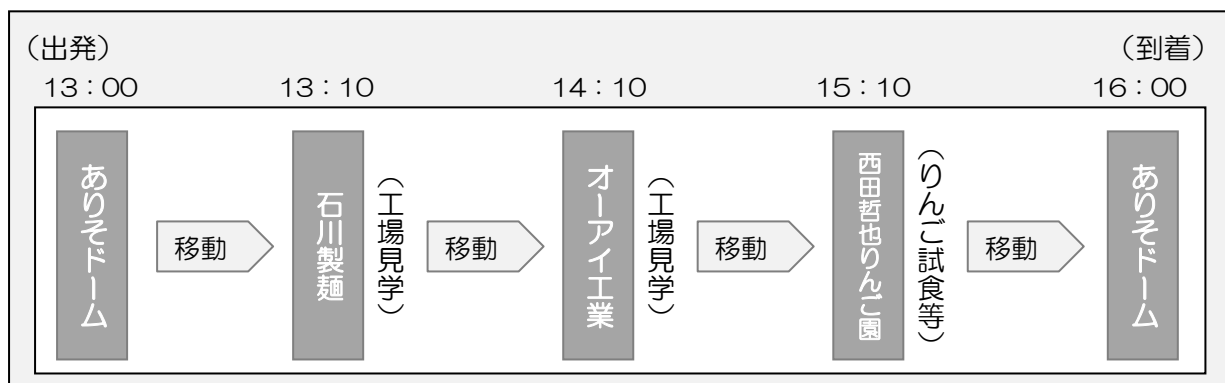 （出発）
（到着）
13：00
13：10
14：10
15：10
16：00
ありそドーム
移動
石川製麺
（工場見学）
移動
オーアイ工業
（工場見学）
移動
西田哲也りんご園
（りんご試食等）
移動
ありそドーム